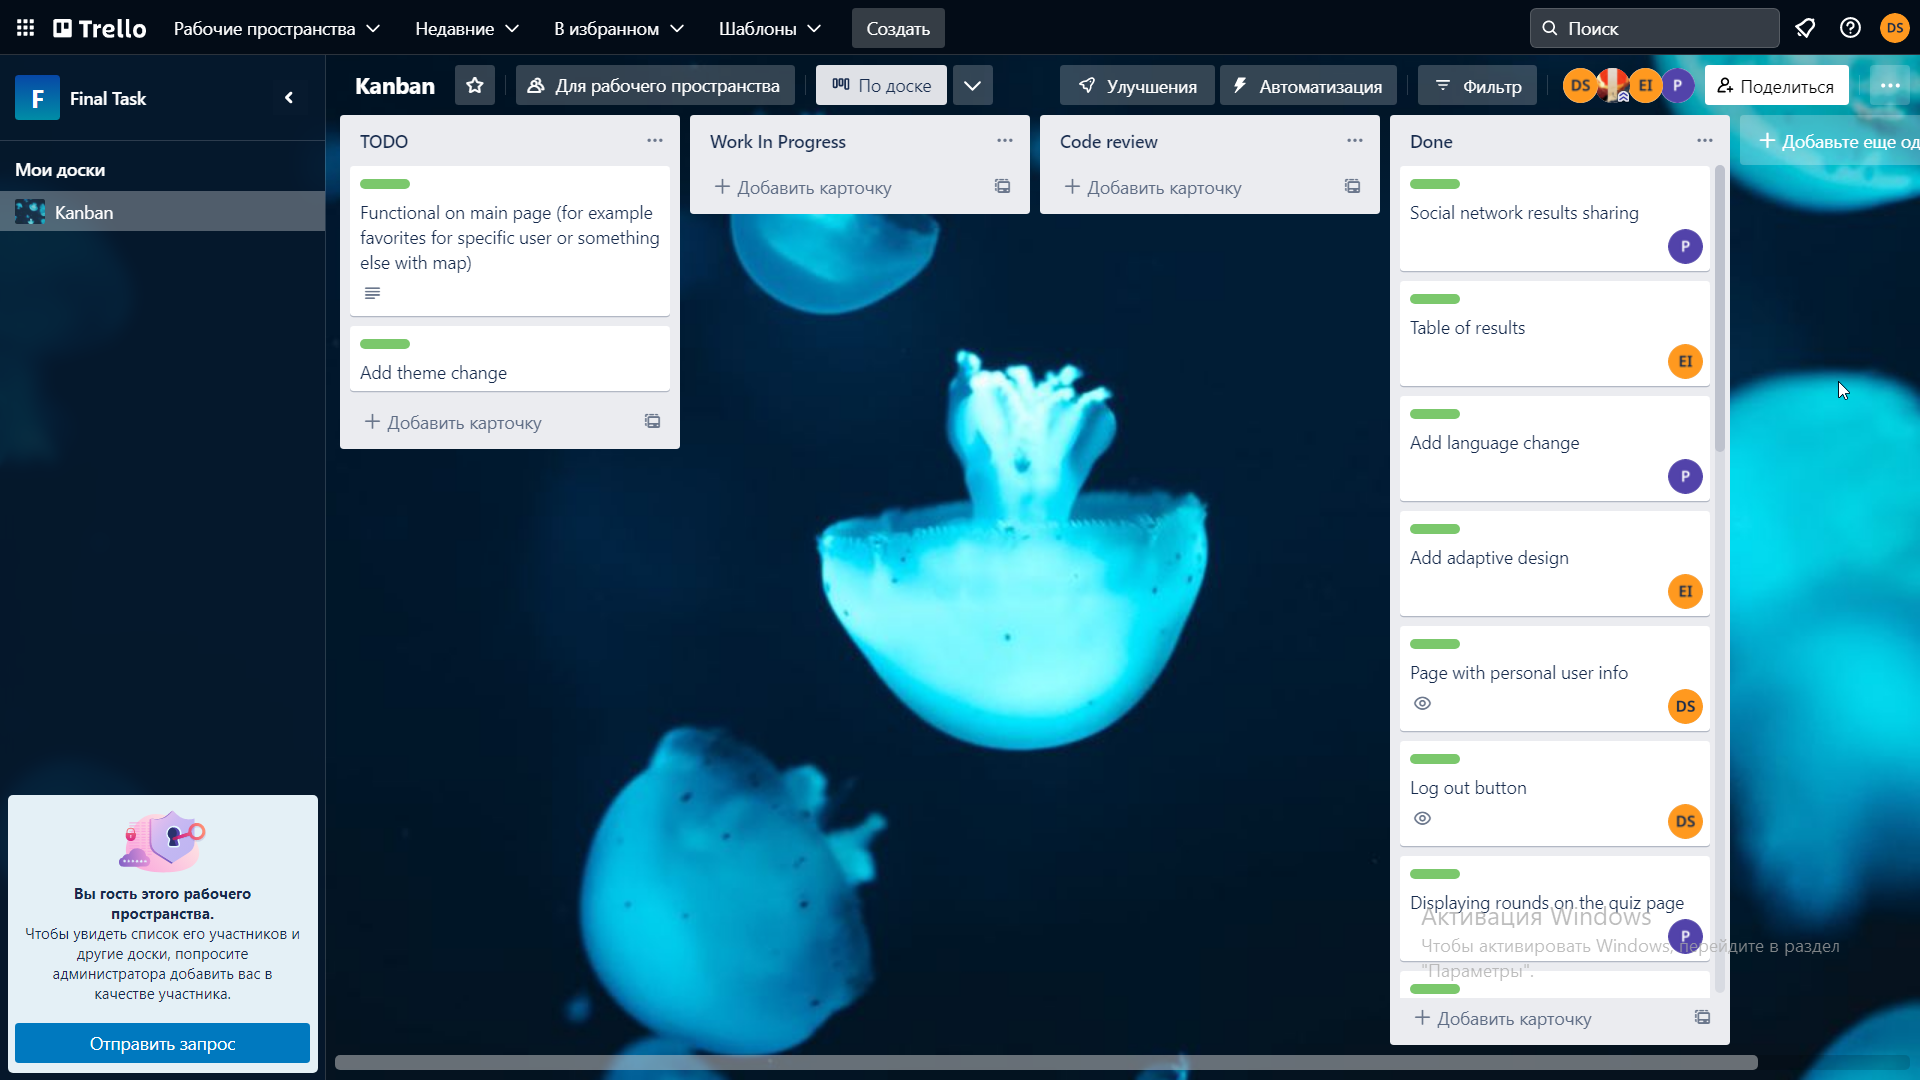 Trello
Рабочие пространства
Недавние
В избранном
Шаблоны
Создать
Поиск
DS
F
Final Task
Kanban
Для рабочего пространства
По доске
Улучшения
Автоматизация
Фильтр
DS
EI
P
Поделиться
Мои доски
Kanban
TODO
Functional on main page (for example
favorites for specific user or something
else with map)
Add theme change
+ Добавить карточку
Work In Progress
+ Добавить карточку
Code review
+ Добавить карточку
Done
Social network results sharing
P
Table of results
EI
Add language change
P
Add adaptive design
EI
Page with personal user info
DS
Log out button
DS
Displaying rounds on the quiz page
P
+ Добавить карточку
+ Добавьте еще од
Вы гость этого рабочего
пространства.
Чтобы увидеть список его участников и
другие доски, попросите
администратора добавить вас в
качестве участника.
Отправить запрос
Активация Windows
Чтобы активировать Windows, перейдите в раздел
"Параметры".